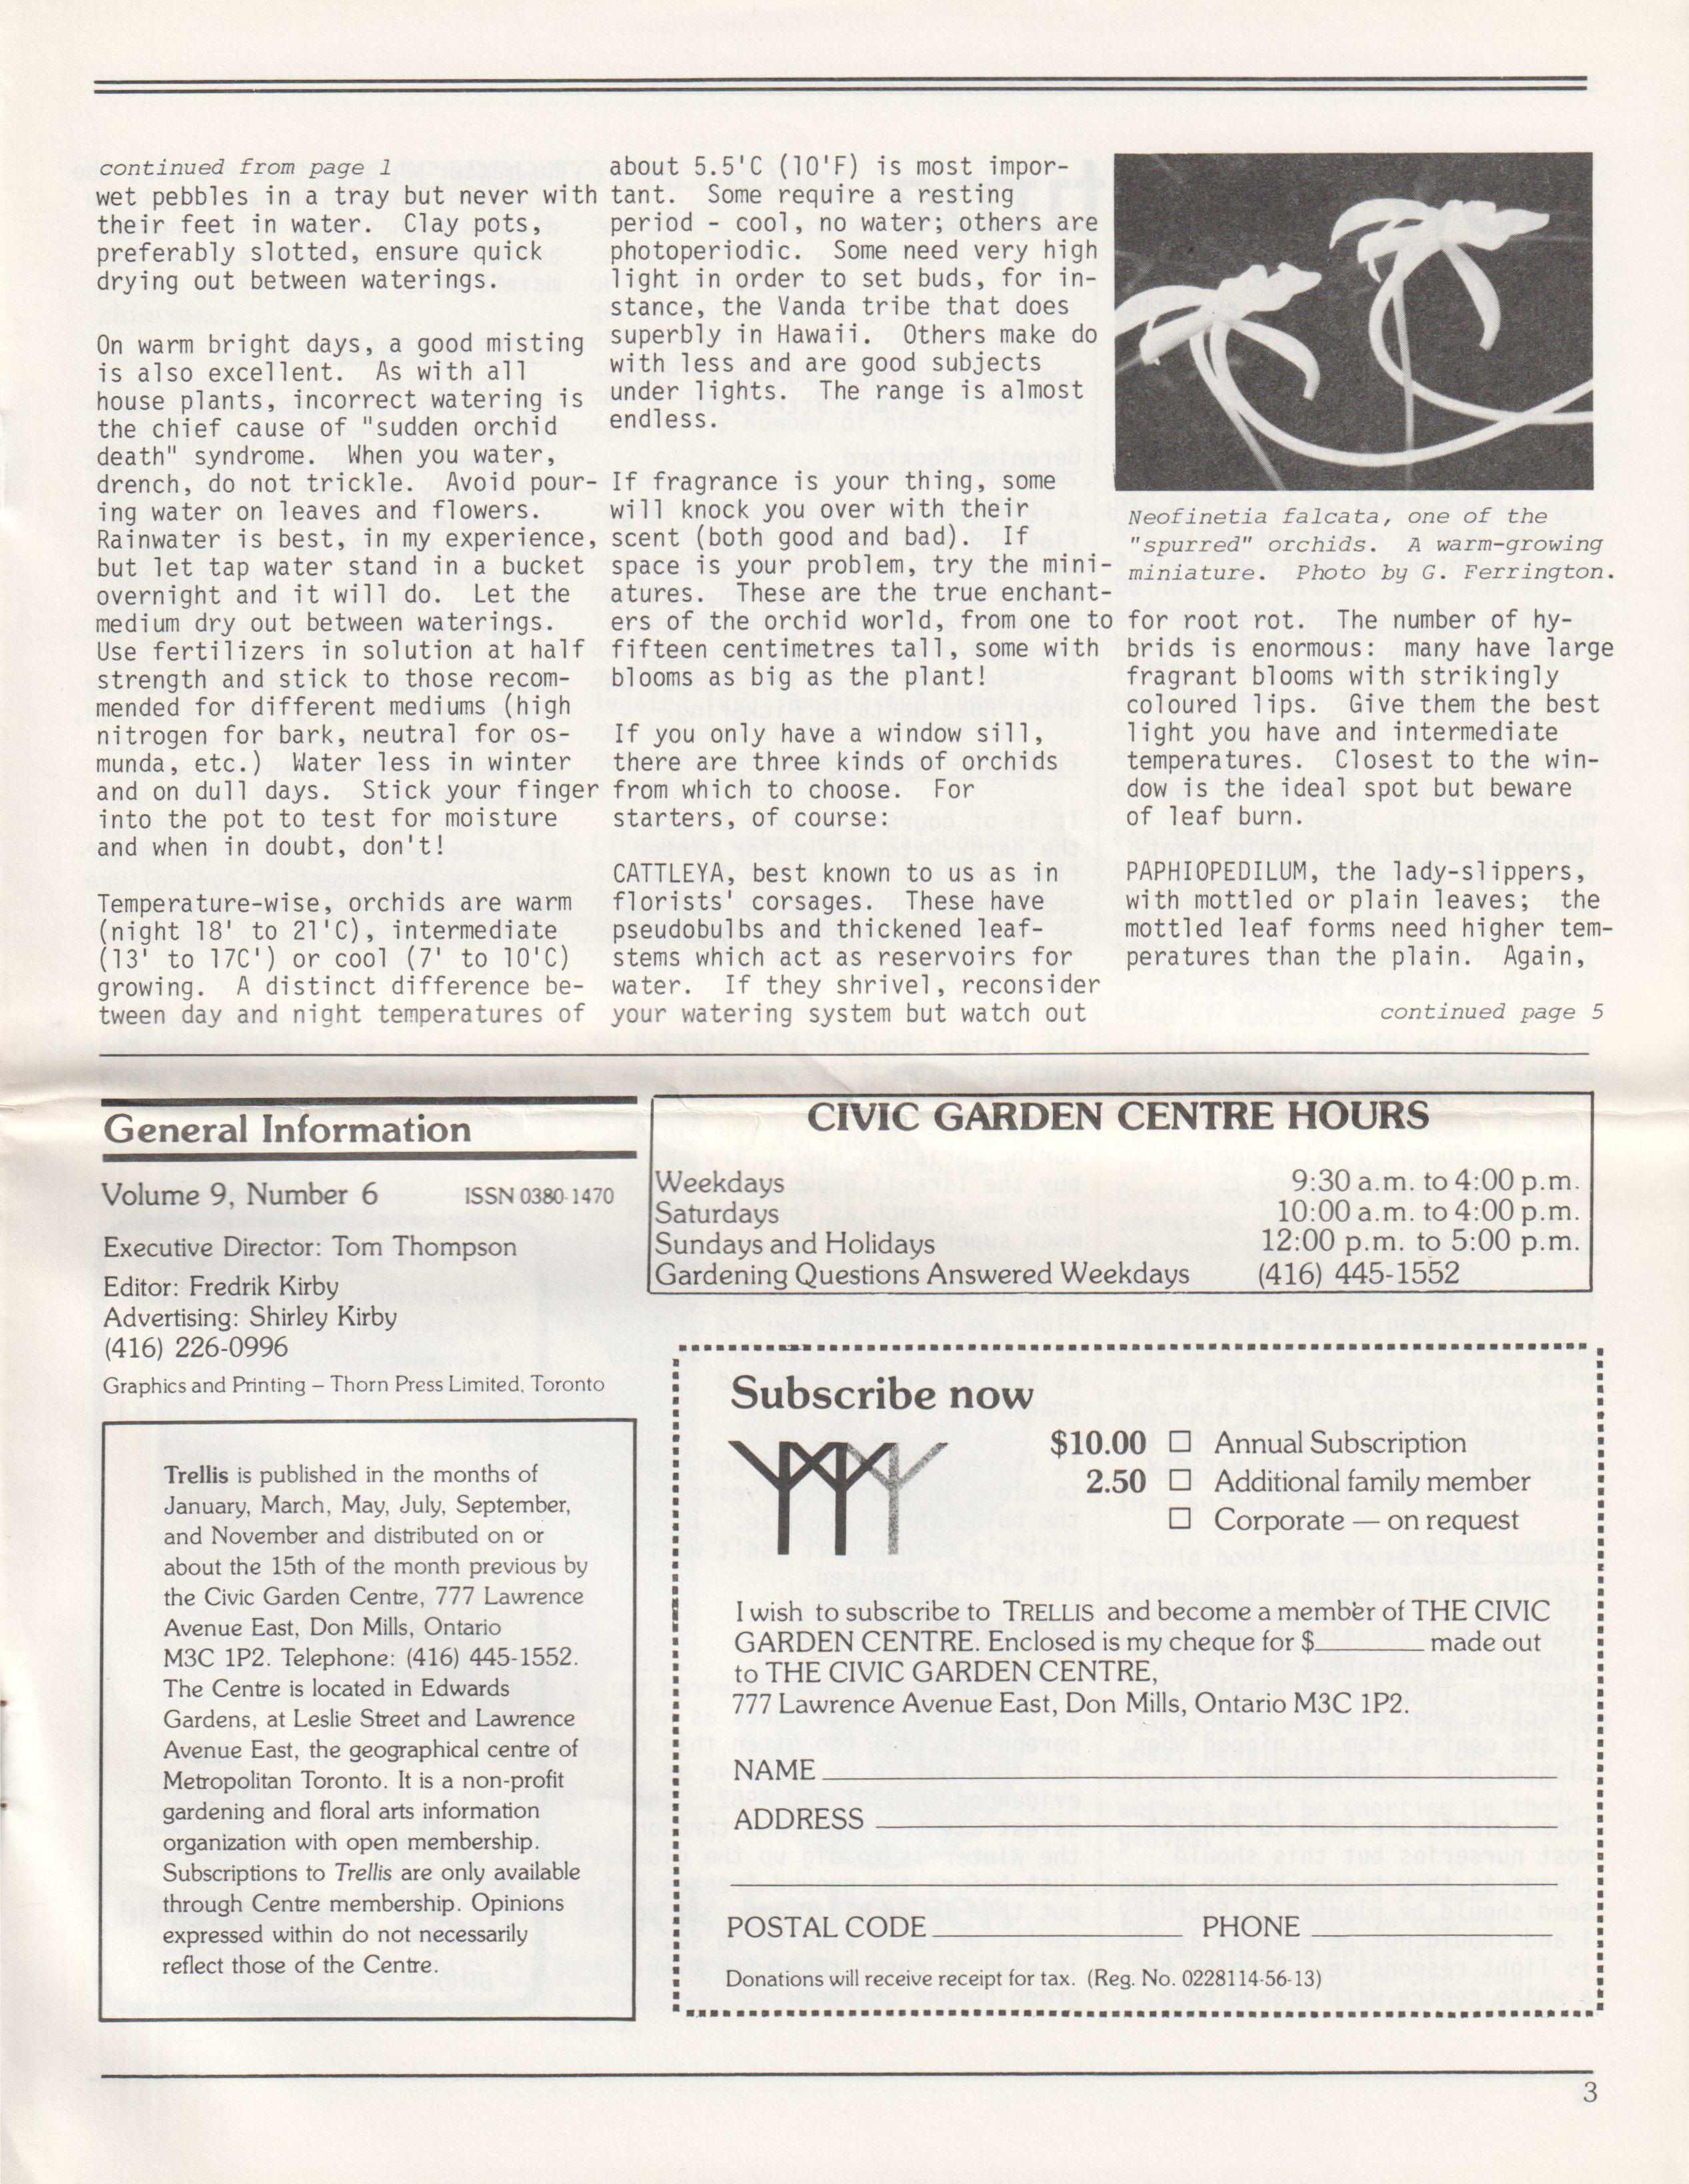 continued from page 1
wet pebbles in a tray but never with
their feet in water. Clay pots,
preferably slotted, ensure quick
drying out between waterings.
On warm bright days, a good misting
is also excellent. As with all
house plants, incorrect watering is
the chief cause of "sudden orchid
death" syndrome. When you water,
drench, do not trickle. Avoid pour-
ing water on leaves and flowers.
Rainwater is best, in my experience,
but let tap water stand in a bucket
overnight and it will do. Let the
medium dry out between waterings.
Use fertilizers in solution at half
strength and stick to those recom-
mended for different mediums (high
nitrogen for bark, neutral for os-
munda, etc.) Water less in winter
and on dull days. Stick your finger
into the pot to test for moisture
and when in doubt, don't!
Temperature-wise, orchids are warm
(night 18' to 21'C), intermediate
(13' to 17C') or cool (7' to 10'C)
growing. A distinct difference be-
tween day and night temperatures of
about 5.5'C (10'F) is most impor-
tant. Some require a resting
period - cool, no water; others are
photoperiodic. Some need very high
light in order to set buds, for in-
stance, the Vanda tribe that does
superbly in Hawaii. Others make do
with less and are good subjects
under lights. The range is almost
endless.
If fragrance is your thing, some
will knock you over with their
scent (both good and bad). If
space is your problem, try the mini-
atures. These are the true enchant-
ers of the orchid world, from one to
fifteen centimetres tall, some with
blooms as big as the plant!
If you only have a window sill,
there are three kinds of orchids
from which to choose. For
starters, of course:
CATTLEYA, best known to us as in
florists' corsages. These have
pseudobulbs and thickened leaf-
stems which act as reservoirs for
water. If they shrivel, reconsider
your watering system but watch out
Neofinetia falcata, one of the
"spurred" orchids. A warm-growing
miniature. Photo by G. Ferrington.
for root rot. The number of hy-
brids is enormous: many have large
fragrant blooms with strikingly
coloured lips. Give them the best
light you have and intermediate
temperatures. Closest to the win-
dow is the ideal spot but beware
of leaf burn.
PAPHIOPEDILUM, the lady-slippers,
with mottled or plain leaves; the
mottled leaf forms need higher tem-
peratures than the plain. Again,
continued page 5
General Information
Volume 9, Number 6 ISSN 0380-1470
Executive Director: Tom Thompson
Editor: Fredrik Kirby
Advertising: Shirley Kirby
(416) 226-0996
Graphics and Printing – Thorn Press Limited, Toronto
Trellis is published in the months of
January, March, May, July, September,
and November and distributed on or
about the 15th of the month previous by
the Civic Garden Centre, 777 Lawrence
Avenue East, Don Mills, Ontario
M3C 1P2. Telephone: (416) 445-1552.
The Centre is located in Edwards
Gardens, at Leslie Street and Lawrence
Avenue East, the geographical centre of
Metropolitan Toronto. It is a non-profit
gardening and floral arts information
organization with open membership.
Subscriptions to Trellis are only available
through Centre membership. Opinions
expressed within do not necessarily
reflect those of the Centre.
CIVIC GARDEN CENTRE HOURS
Weekdays 9:30 a.m. to 4:00 p.m.
Saturdays 10:00 a.m. to 4:00 p.m.
Sundays and Holidays 12:00 p.m. to 5:00 p.m.
Gardening Questions Answered Weekdays (416) 445-1552
Subscribe now
$10.00 ☐ Annual Subscription
2.50 ☐ Additional family member
☐ Corporate — on request
I wish to subscribe to TRELLIS and become a member of THE CIVIC
GARDEN CENTRE. Enclosed is my cheque for $________ made out
to THE CIVIC GARDEN CENTRE,
777 Lawrence Avenue East, Don Mills, Ontario M3C 1P2.
NAME
ADDRESS
POSTAL CODE PHONE
Donations will receive receipt for tax. (Reg. No. 0228114-56-13)
3